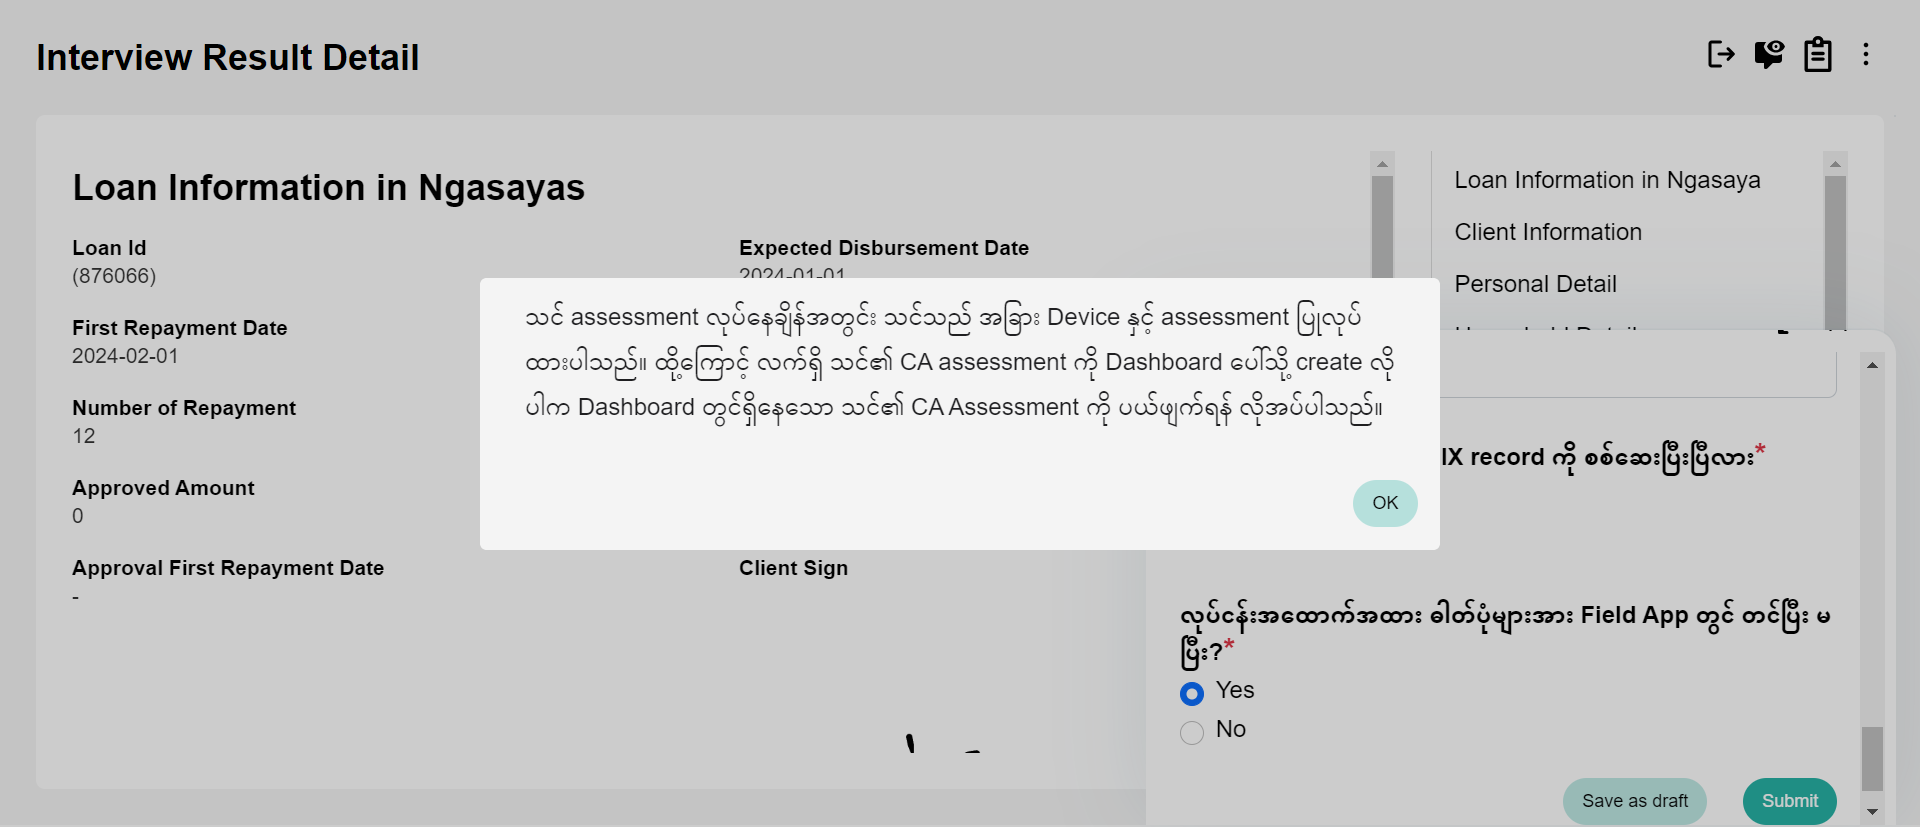 Interview Result Detail
Loan Information in Ngasayas
Loan Id
(876066)
Expected Disbursement Date
2024-01-01
First Repayment Date
2024-02-01
Number of Repayment
12
Approved Amount
0
Approval First Repayment Date
-
Client Sign
Loan Information in Ngasaya
Client Information
Personal Detail
သင် assessment လုပ်နေချိန်အတွင်း သင်သည် အခြား Device နှင့် assessment ပြုလုပ်
ထားပါသည်။ ထို့ကြောင့် လက်ရှိ သင်၏ CA assessment ကို Dashboard ပေါ်သို့ create လို
ပါက Dashboard တွင်ရှိနေသော သင်၏ CA Assessment ကို ပယ်ဖျက်ရန် လိုအပ်ပါသည်။
OK
IX record ကို စစ်ဆေးပြီးပြီလား*
လုပ်ငန်းအထောက်အထား ဓါတ်ပုံများအား Field App တွင် တင်ပြီး မ
ပြီး?*
Yes
No
Save as draft
Submit